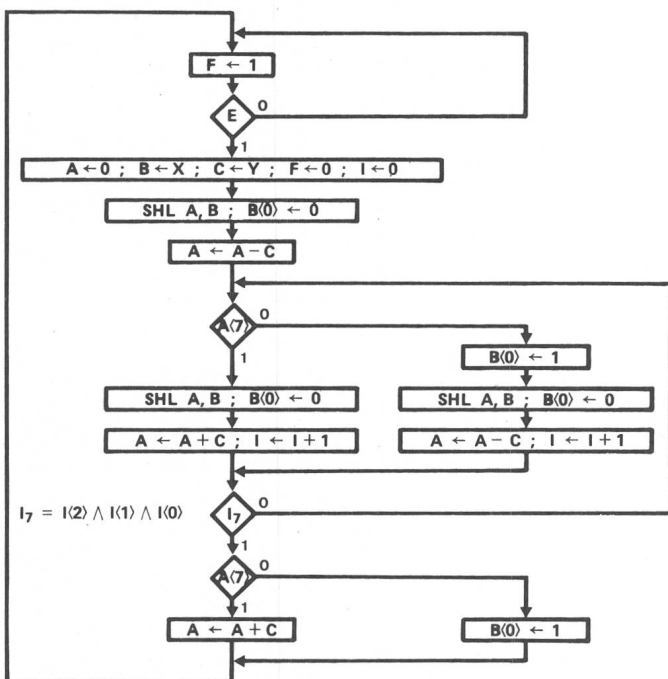 F ← 1
E
0
1
A ← 0 ; B ← X ; C ← Y ; F ← 0 ; I ← 0
SHL A, B ; B⟨0⟩ ← 0
A ← A − C
A⟨7⟩
0
1
B⟨0⟩ ← 1
SHL A, B ; B⟨0⟩ ← 0
SHL A, B ; B⟨0⟩ ← 0
A ← A + C ; I ← I + 1
A ← A − C ; I ← I + 1
I₇ = I⟨2⟩ ∧ I⟨1⟩ ∧ I⟨0⟩
I₇
0
1
A⟨7⟩
0
1
A ← A + C
B⟨0⟩ ← 1